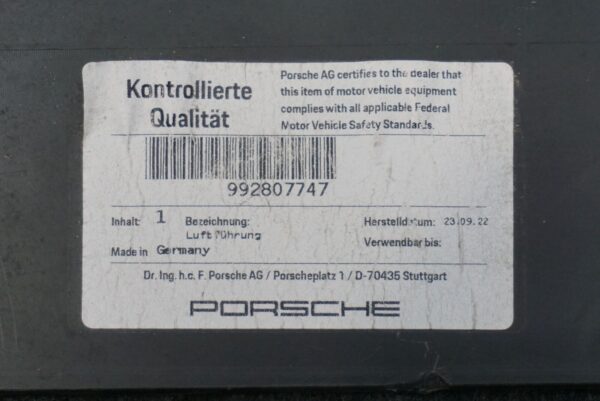 Kontrollierte
Qualität
Porsche AG certifies to the dealer that
this item of motor vehicle equipment
complies with all applicable Federal
Motor Vehicle Safety Standards.
992807747
Inhalt: 1 Bezeichnung: Herstelldatum: 23.09.22
Luftführung
Verwendbar bis:
Made in Germany
Dr. Ing. h.c. F. Porsche AG / Porscheplatz 1 / D-70435 Stuttgart
PORSCHE